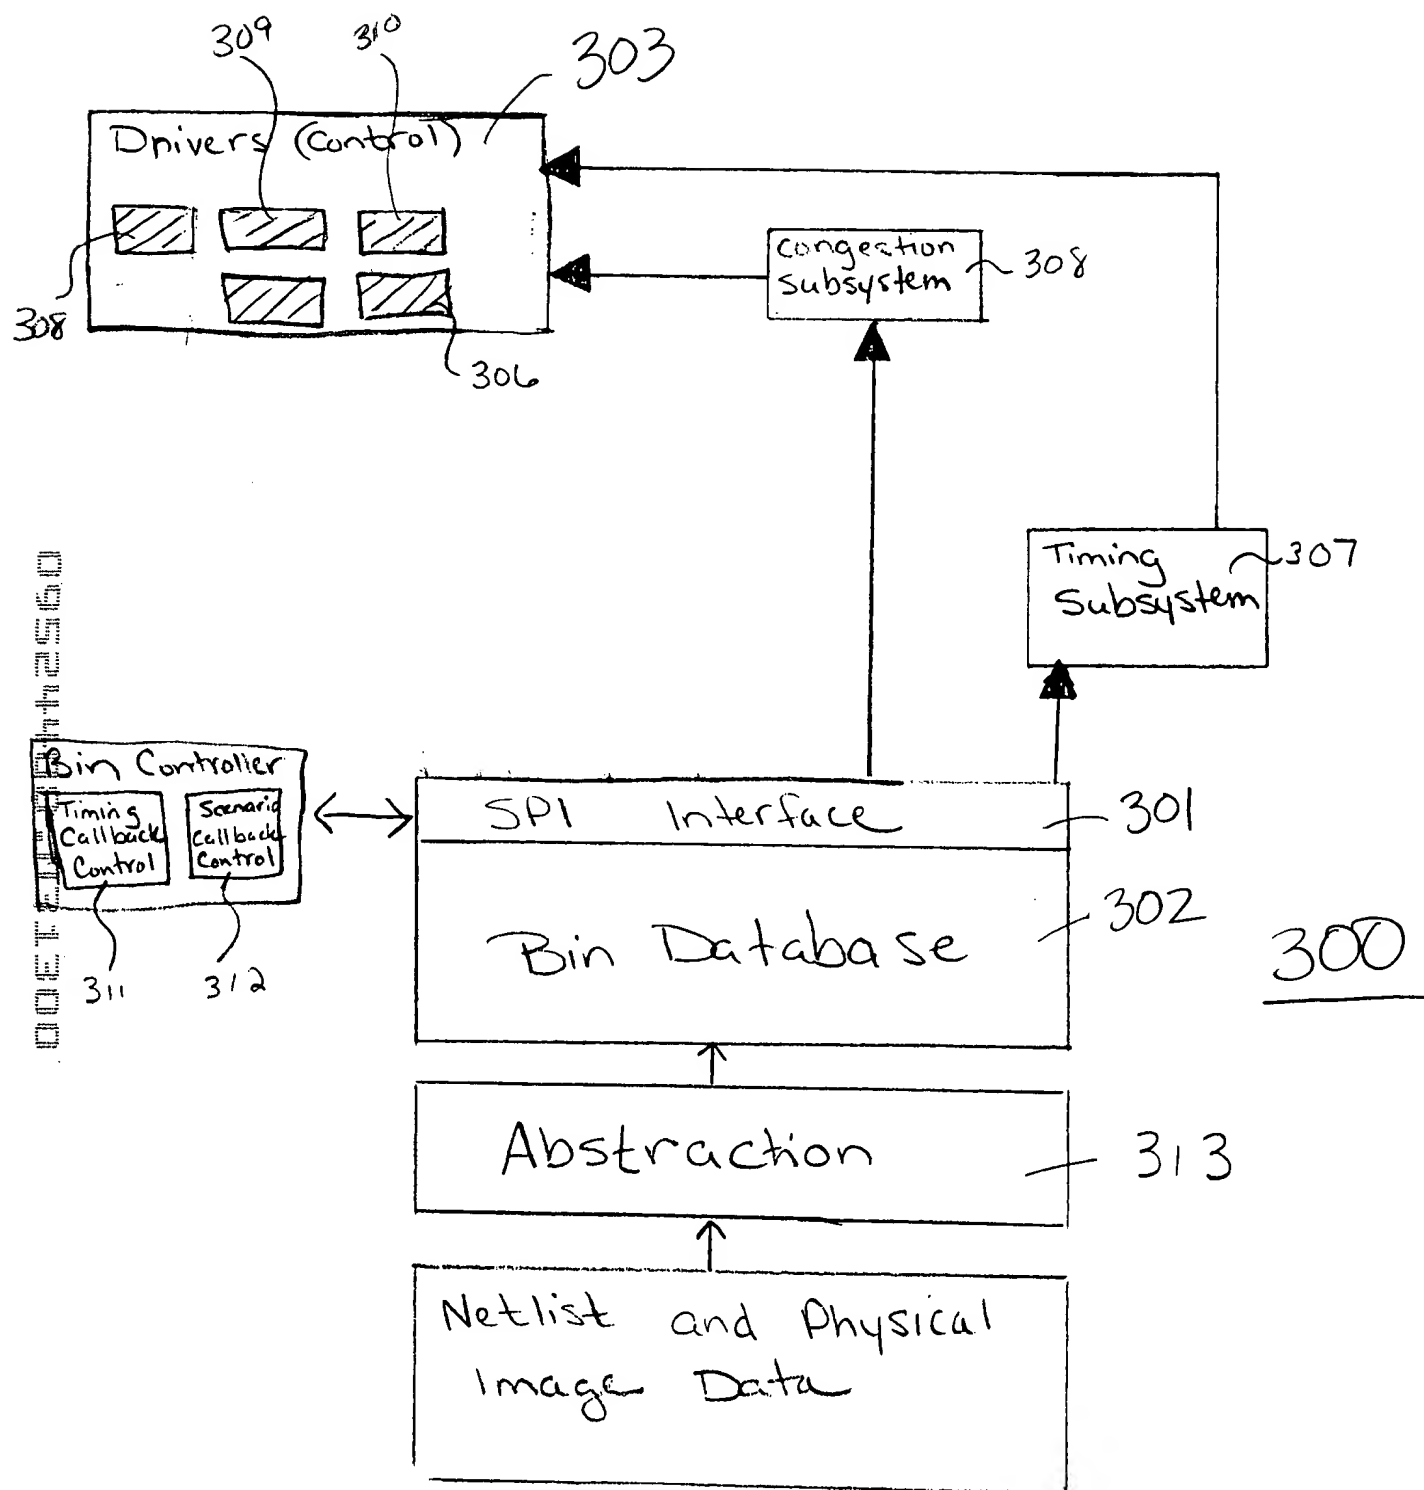 309
310
303
Drivers (Control)
308
306
Congestion
Subsystem
308
Timing
Subsystem
307
Bin Controller
Timing
Callback
Control
Scenario
Callback
Control
311
312
SPI Interface
301
Bin Database
302
300
Abstraction
313
Netlist and Physical
Image Data